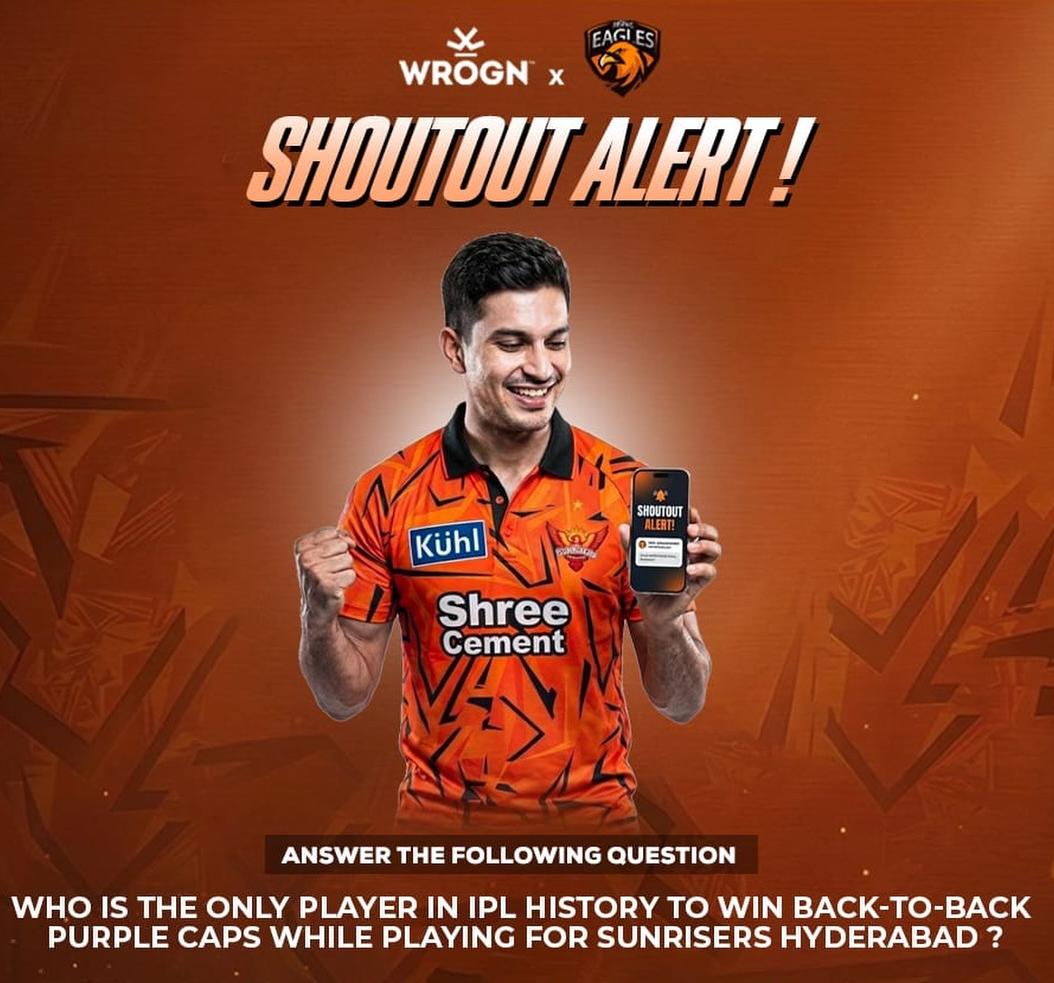 WROGN™ x
EAGLES
SHOUTOUT ALERT !
Kühl
Shree
Cement
SHOUTOUT
ALERT!
ANSWER THE FOLLOWING QUESTION
WHO IS THE ONLY PLAYER IN IPL HISTORY TO WIN BACK-TO-BACK
PURPLE CAPS WHILE PLAYING FOR SUNRISERS HYDERABAD ?